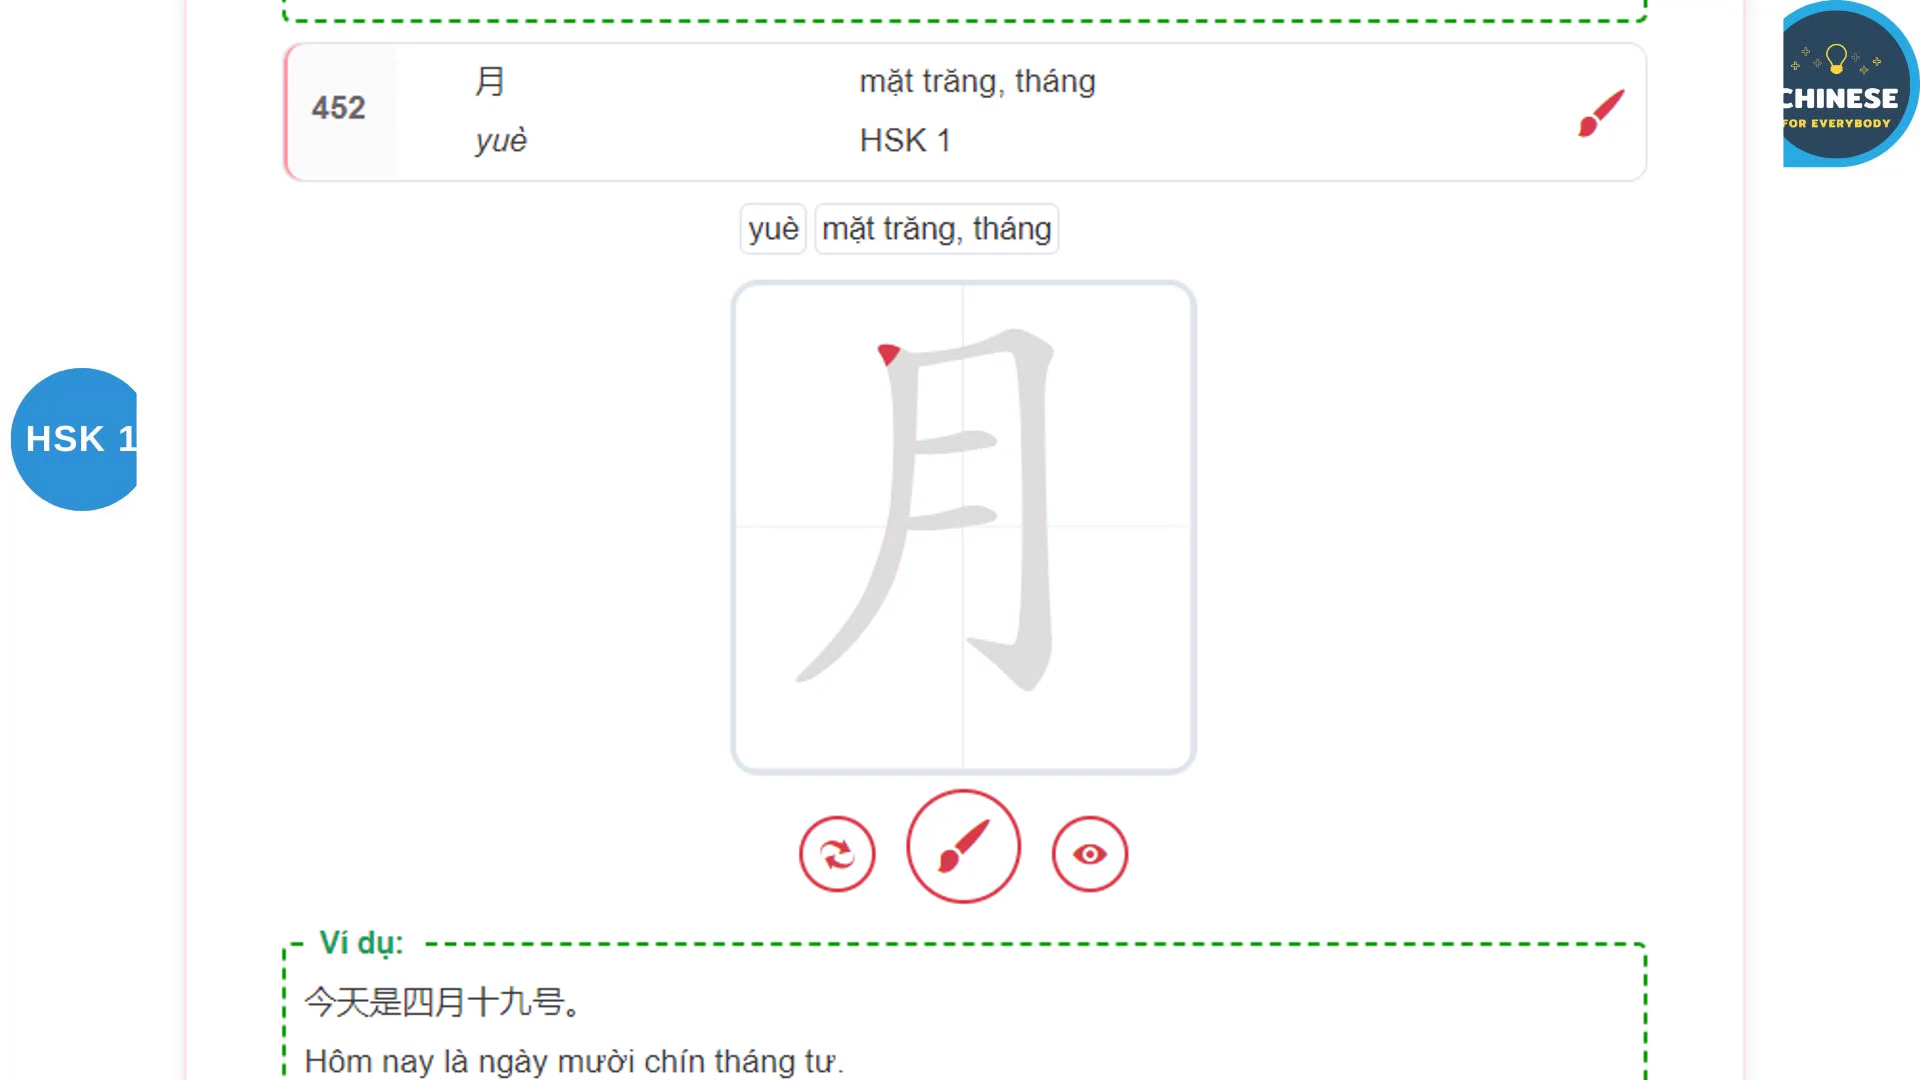 452
月
mặt trăng, tháng
yuè
HSK 1
CHINESE
FOR EVERYBODY
yuè
mặt trăng, tháng
月
HSK 1
Ví dụ:
今天是四月十九号。
Hôm nay là ngày mười chín tháng tư.